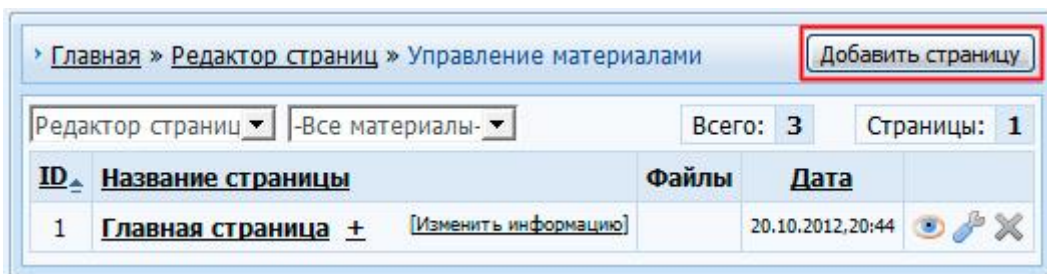 Главная » Редактор страниц » Управление материалами Добавить страницу
Редактор страниц -Все материалы- Всего: 3 Страницы: 1
ID Название страницы Файлы Дата
1 Главная страница + [Изменить информацию] 20.10.2012,20:44